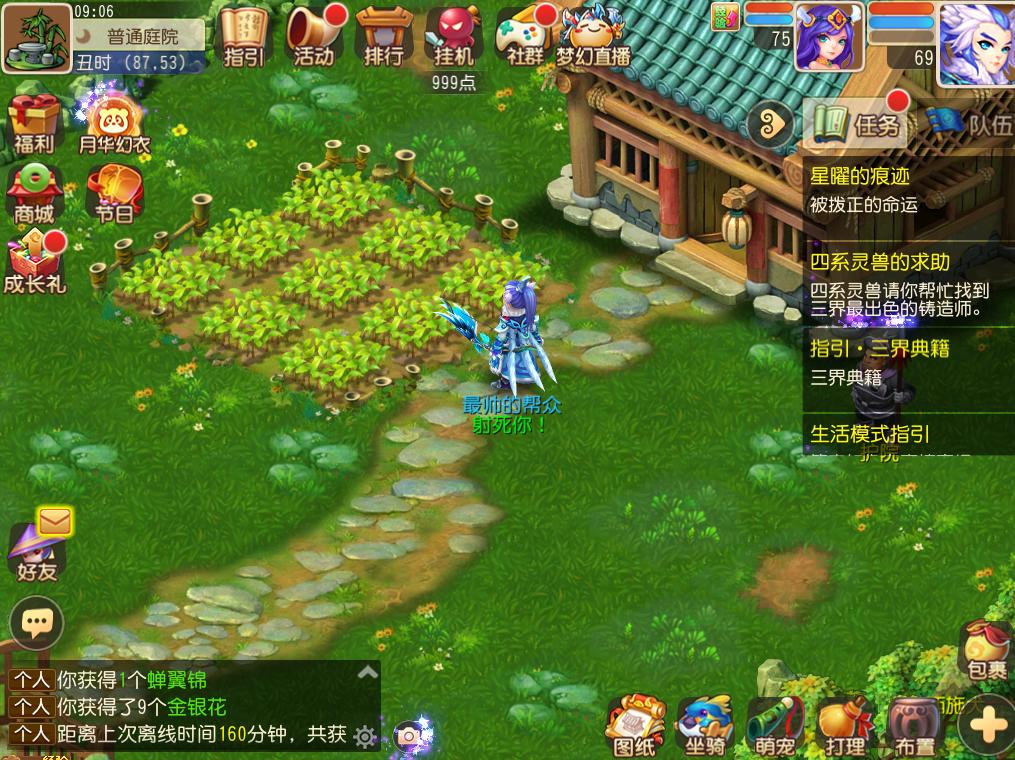 09:06
普通庭院
丑时 (87,53)
指引
活动
排行
挂机
999点
社群
梦幻直播
75
69
福利
月华幻衣
商城
节日
成长礼
任务
队伍
星曜的痕迹
被拨正的命运
四系灵兽的求助
四系灵兽请你帮忙找到
三界最出色的铸造师。
指引·三界典籍
三界典籍
生活模式指引
护院
最帅的帮众
射死你！
好友
个人 你获得1个蝉翼锦
个人 你获得了9个金银花
个人 距离上次离线时间160分钟，共获
图纸
坐骑
萌宠
打理
布置
包裹